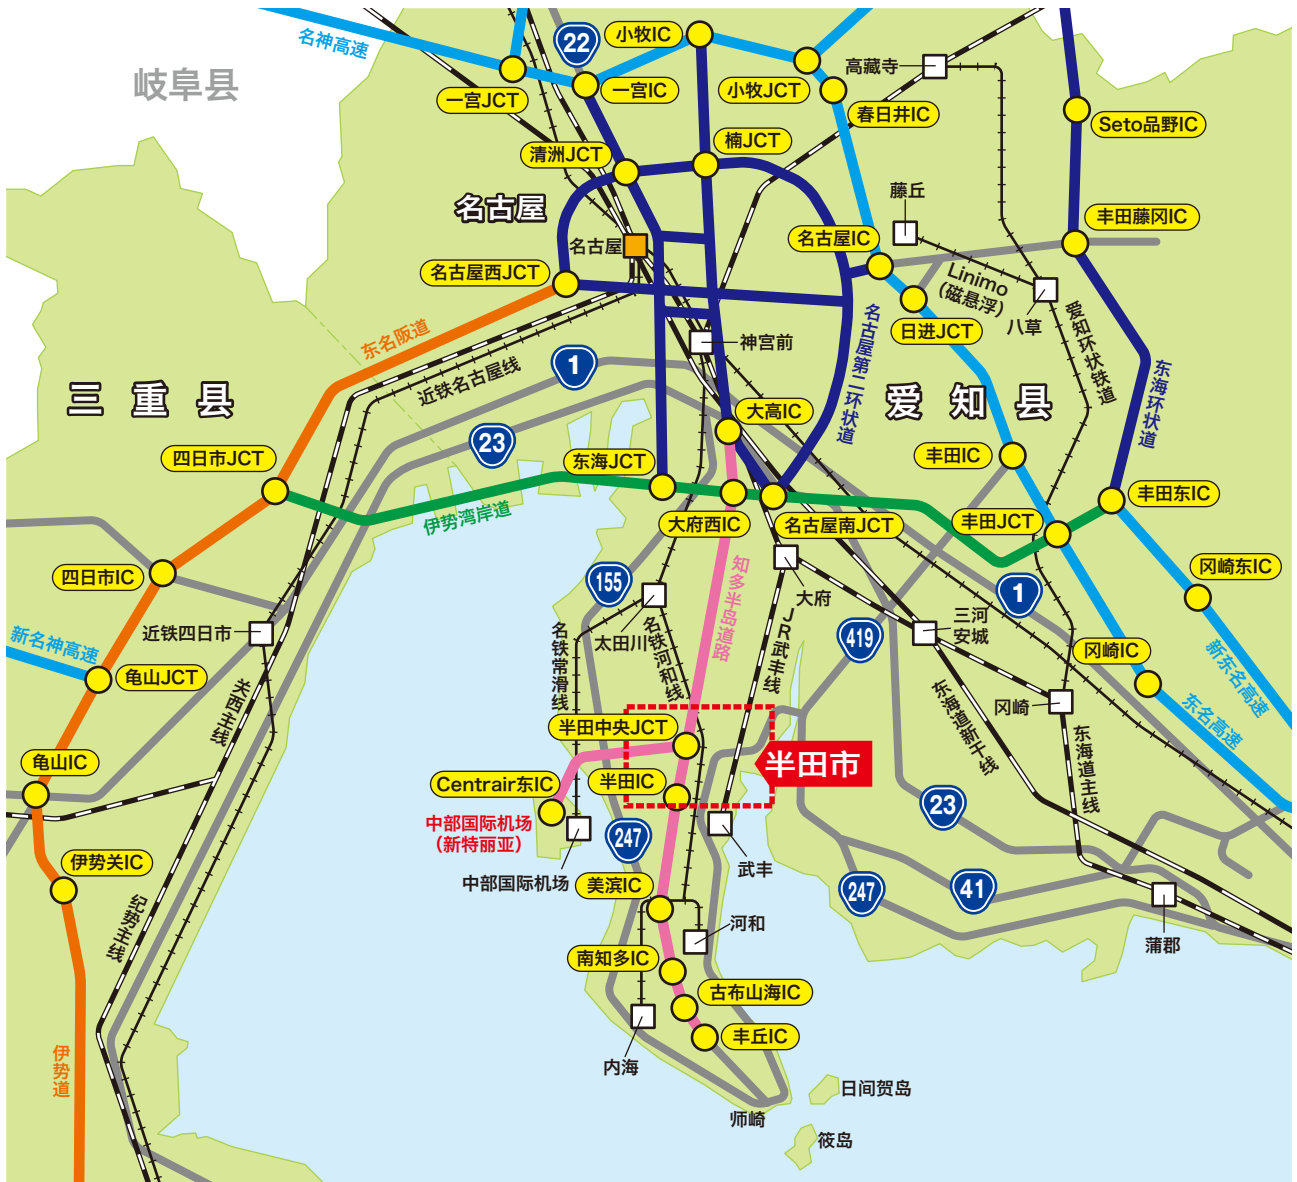 名神高速
22
小牧IC
岐阜县
高藏寺
一宫JCT
一宫IC
小牧JCT
春日井IC
Seto品野IC
清洲JCT
楠JCT
名古屋
藤丘
丰田藤冈IC
名古屋
名古屋IC
名古屋西JCT
Linimo
(磁悬浮)
八草
日进JCT
名古屋第二环状道
爱知环状铁道
东海环状道
东名阪道
神宫前
近铁名古屋线
1
三重县
爱知县
大高IC
23
四日市JCT
东海JCT
丰田IC
丰田东IC
伊势湾岸道
大府西IC
名古屋南JCT
丰田JCT
知多半岛道路
四日市IC
155
大府
冈崎东IC
1
近铁四日市
太田川
三河
安城
419
新名神高速
名铁常滑线
名铁河和线
JR武丰线
冈崎IC
龟山JCT
关西主线
新东名高速
东名高速
冈崎
半田中央JCT
东海道新干线
东海道主线
龟山IC
半田市
Centrair东IC
半田IC
中部国际机场
(新特丽亚)
23
247
伊势关IC
武丰
中部国际机场
美滨IC
247
41
纪势主线
河和
蒲郡
南知多IC
古布山海IC
丰丘IC
内海
伊势道
日间贺岛
师崎
筱岛